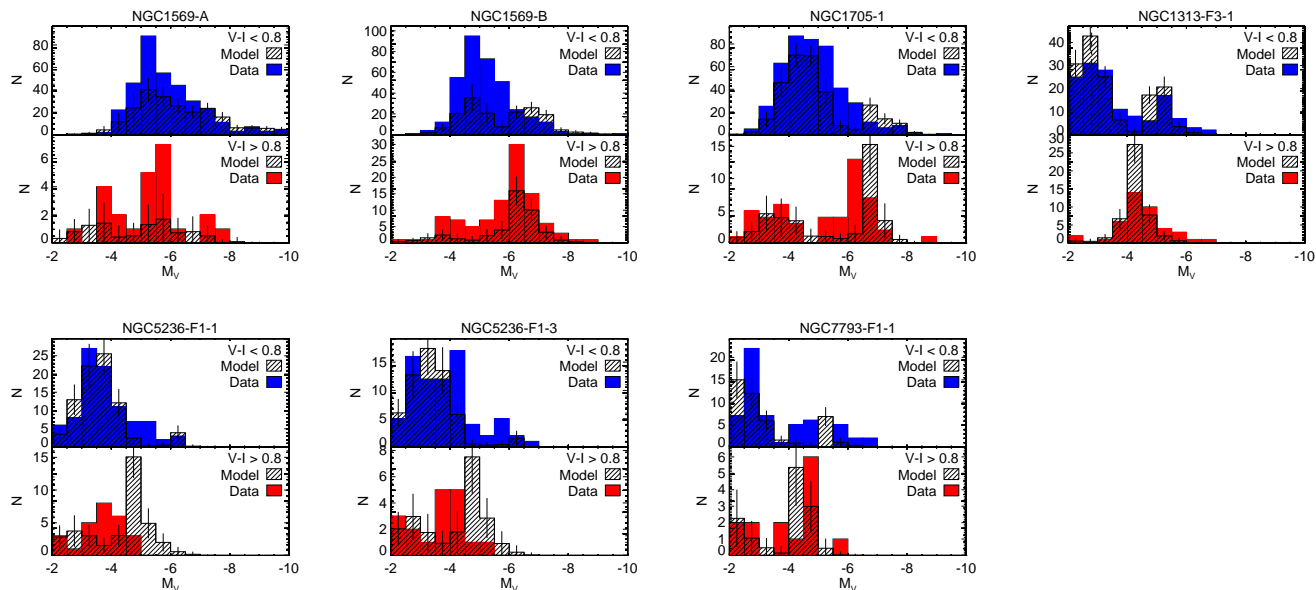 NGC1569-A
V-I < 0.8
Model
Data
N
80
60
40
20
0
V-I > 0.8
Model
Data
N
6
4
2
0
-2 -4 -6 -8 -10
MV
NGC1569-B
V-I < 0.8
Model
Data
N
100
80
60
40
20
0
V-I > 0.8
Model
Data
N
30
25
20
15
10
5
0
-2 -4 -6 -8 -10
MV
NGC1705-1
V-I < 0.8
Model
Data
N
80
60
40
20
0
V-I > 0.8
Model
Data
N
15
10
5
0
-2 -4 -6 -8 -10
MV
NGC1313-F3-1
V-I < 0.8
Model
Data
N
40
30
20
10
0
V-I > 0.8
Model
Data
N
30
25
20
15
10
5
0
-2 -4 -6 -8 -10
MV
NGC5236-F1-1
V-I < 0.8
Model
Data
N
25
20
15
10
5
0
V-I > 0.8
Model
Data
N
15
10
5
0
-2 -4 -6 -8 -10
MV
NGC5236-F1-3
V-I < 0.8
Model
Data
N
15
10
5
0
V-I > 0.8
Model
Data
N
8
6
4
2
0
-2 -4 -6 -8 -10
MV
NGC7793-F1-1
V-I < 0.8
Model
Data
N
20
15
10
5
0
V-I > 0.8
Model
Data
N
6
5
4
3
2
1
0
-2 -4 -6 -8 -10
MV